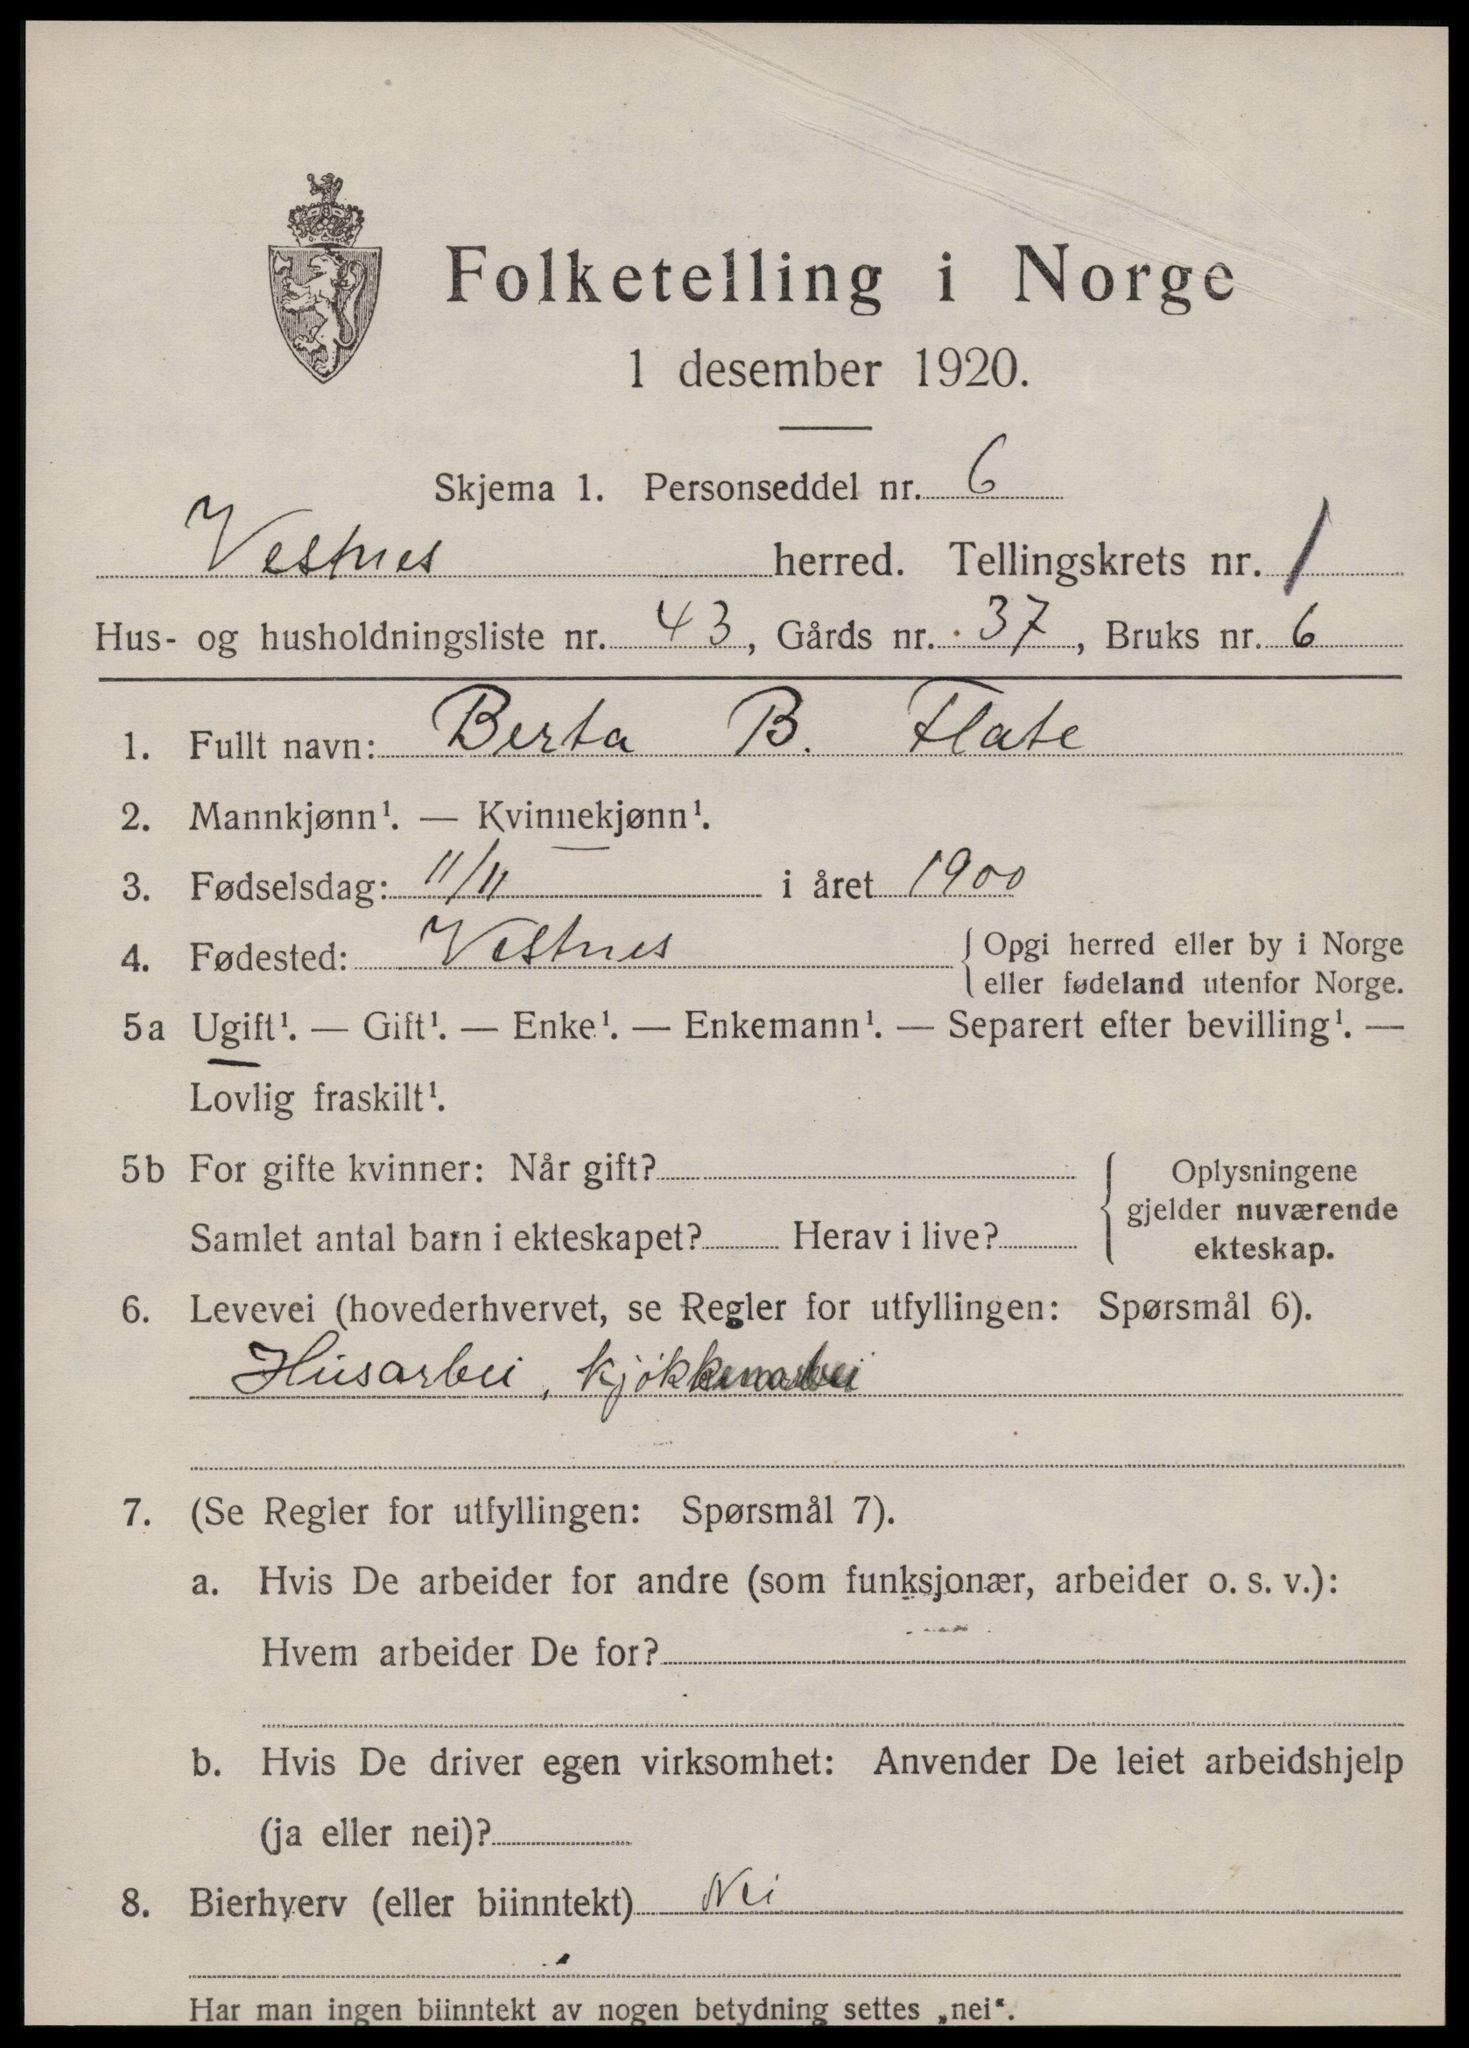 Folketelling i Norge
1 desember 1920.
Skjema 1. Personseddel nr. 6
Vestnes herred. Tellingskrets nr. 1
Hus- og husholdningsliste nr. 43, Gårds nr. 37, Bruks nr. 6
1. Fullt navn: Berta B. Flate
2. Mannkjønn¹. — Kvinnekjønn¹.
3. Fødselsdag: 11/11 i året 1900
4. Fødested: Vestnes { Opgi herred eller by i Norge
eller fødeland utenfor Norge.
5a Ugift¹. — Gift¹. — Enke¹. — Enkemann¹. — Separert efter bevilling¹. —
Lovlig fraskilt¹.
5b For gifte kvinner: Når gift?
Samlet antal barn i ekteskapet? Herav i live?
{ Oplysningene
gjelder nuværende
ekteskap.
6. Levevei (hovederhvervet, se Regler for utfyllingen: Spørsmål 6).
Husarbei, kjøkkenarbei
7. (Se Regler for utfyllingen: Spørsmål 7).
a. Hvis De arbeider for andre (som funksjonær, arbeider o. s. v.):
Hvem arbeider De for?
b. Hvis De driver egen virksomhet: Anvender De leiet arbeidshjelp
(ja eller nei)?
8. Bierhverv (eller biinntekt) Nei
Har man ingen biinntekt av nogen betydning settes „nei“.